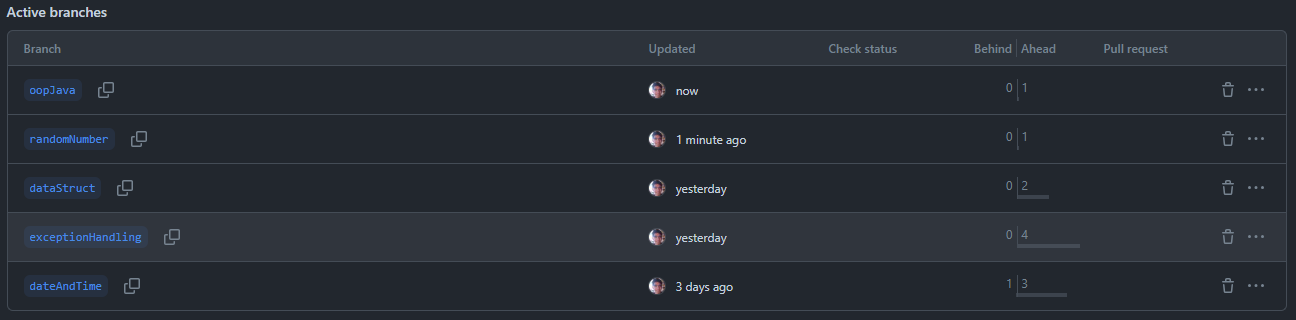 Active branches
Branch Updated Check status Behind Ahead Pull request
oopJava now 0 1
randomNumber 1 minute ago 0 1
dataStruct yesterday 0 2
exceptionHandling yesterday 0 4
dateAndTime 3 days ago 1 3